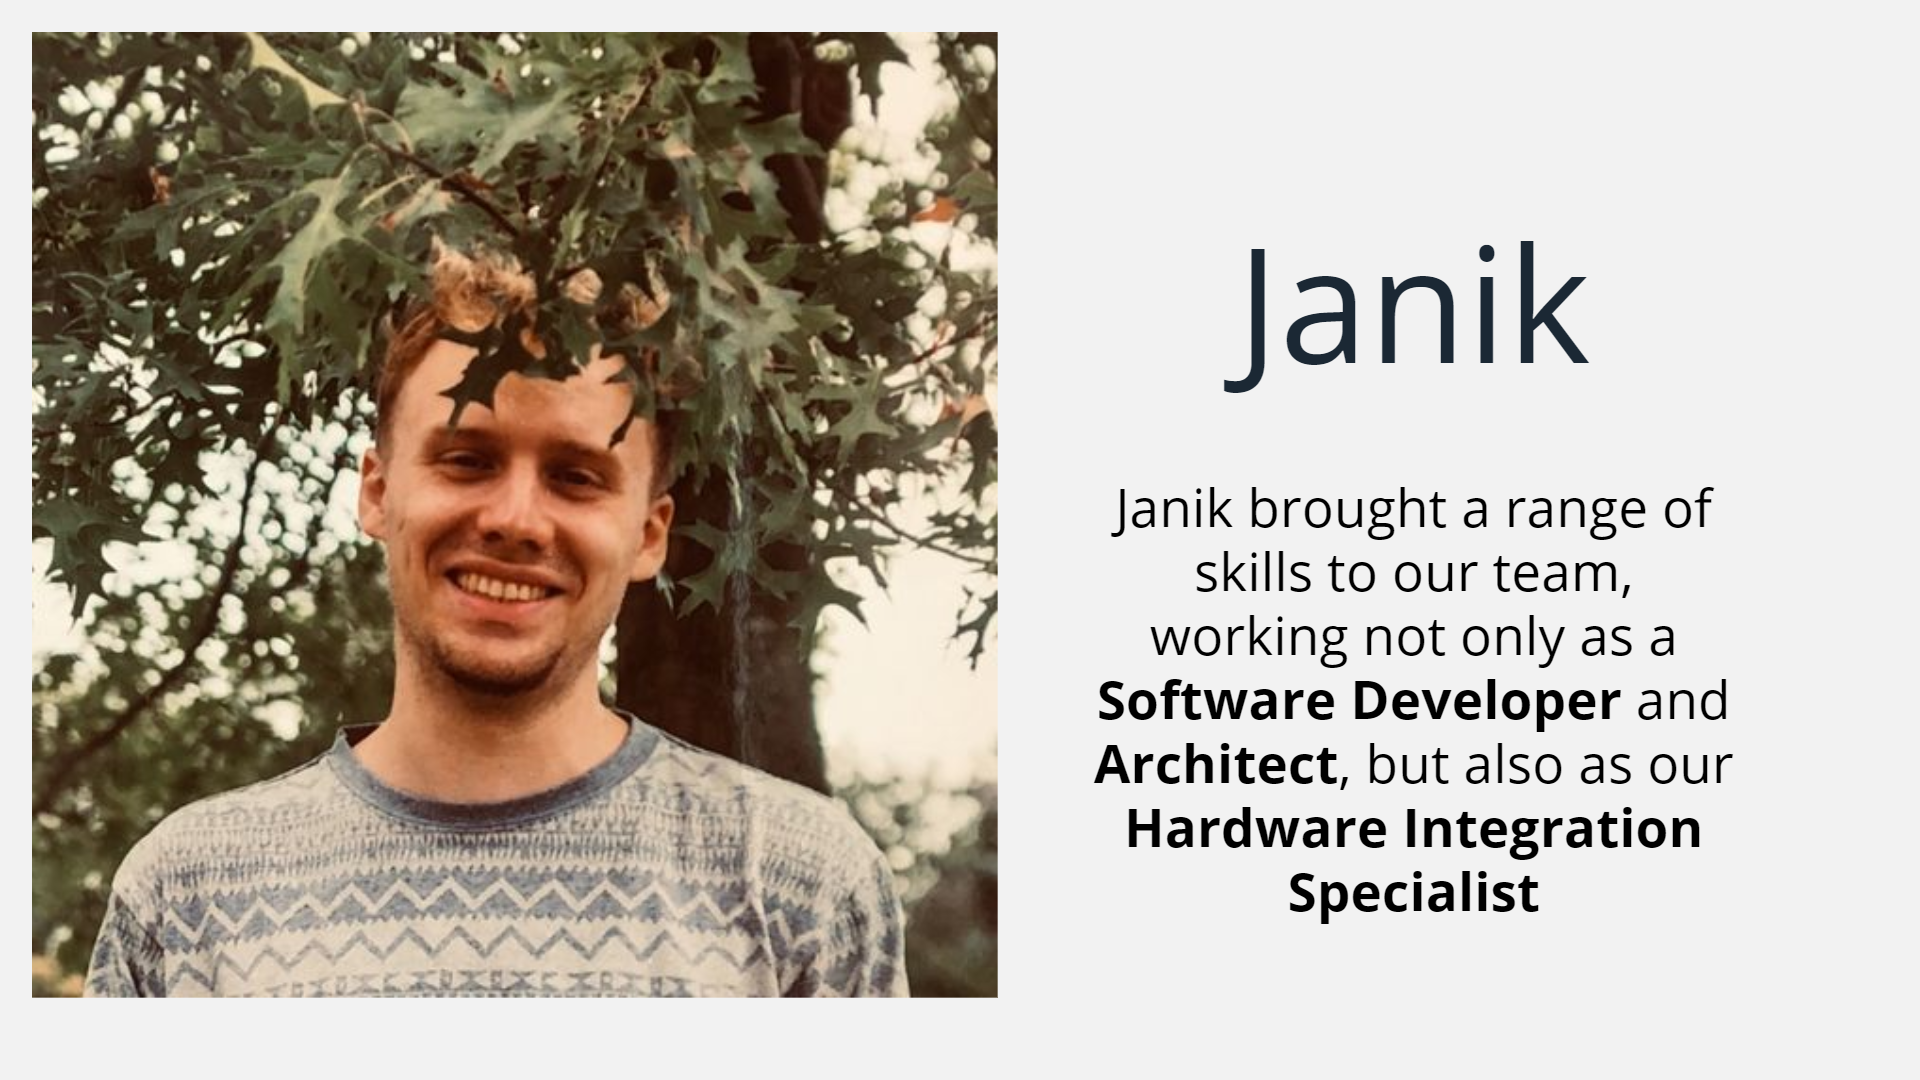 Janik
Janik brought a range of
skills to our team,
working not only as a
Software Developer and
Architect, but also as our
Hardware Integration
Specialist